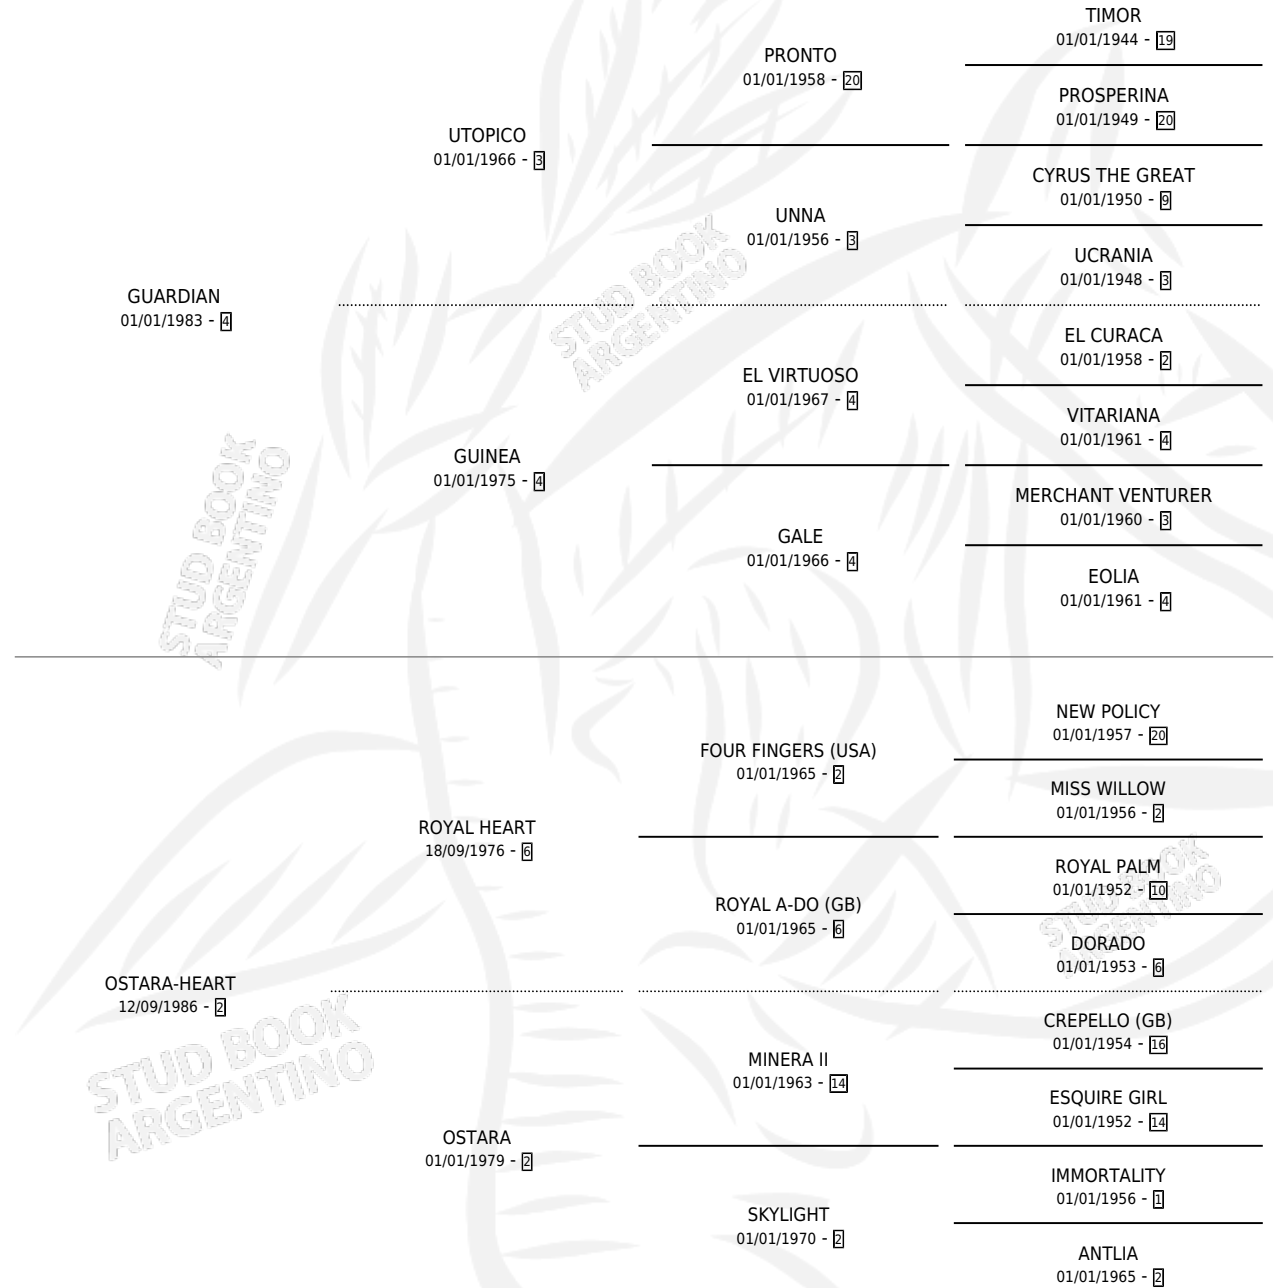 TIMOR
01/01/1944 - 19
PRONTO
01/01/1958 - 20
PROSPERINA
01/01/1949 - 20
UTOPICO
01/01/1966 - 3
CYRUS THE GREAT
01/01/1950 - 9
UNNA
01/01/1956 - 3
UCRANIA
01/01/1948 - 3
GUARDIAN
01/01/1983 - 4
EL CURACA
01/01/1958 - 2
EL VIRTUOSO
01/01/1967 - 4
VITARIANA
01/01/1961 - 4
GUINEA
01/01/1975 - 4
MERCHANT VENTURER
01/01/1960 - 3
GALE
01/01/1966 - 4
EOLIA
01/01/1961 - 4
STUD BOOK
ARGENTINO
STUD BOOK
ARGENTINO
NEW POLICY
01/01/1957 - 20
FOUR FINGERS (USA)
01/01/1965 - 2
MISS WILLOW
01/01/1956 - 2
ROYAL HEART
18/09/1976 - 6
ROYAL PALM
01/01/1952 - 10
ROYAL A-DO (GB)
01/01/1965 - 6
DORADO
01/01/1953 - 6
OSTARA-HEART
12/09/1986 - 2
CREPELLO (GB)
01/01/1954 - 16
MINERA II
01/01/1963 - 14
ESQUIRE GIRL
01/01/1952 - 14
OSTARA
01/01/1979 - 2
IMMORTALITY
01/01/1956 - 1
SKYLIGHT
01/01/1970 - 2
ANTLIA
01/01/1965 - 2
STUD BOOK
ARGENTINO
STUD BOOK
ARGENTINO